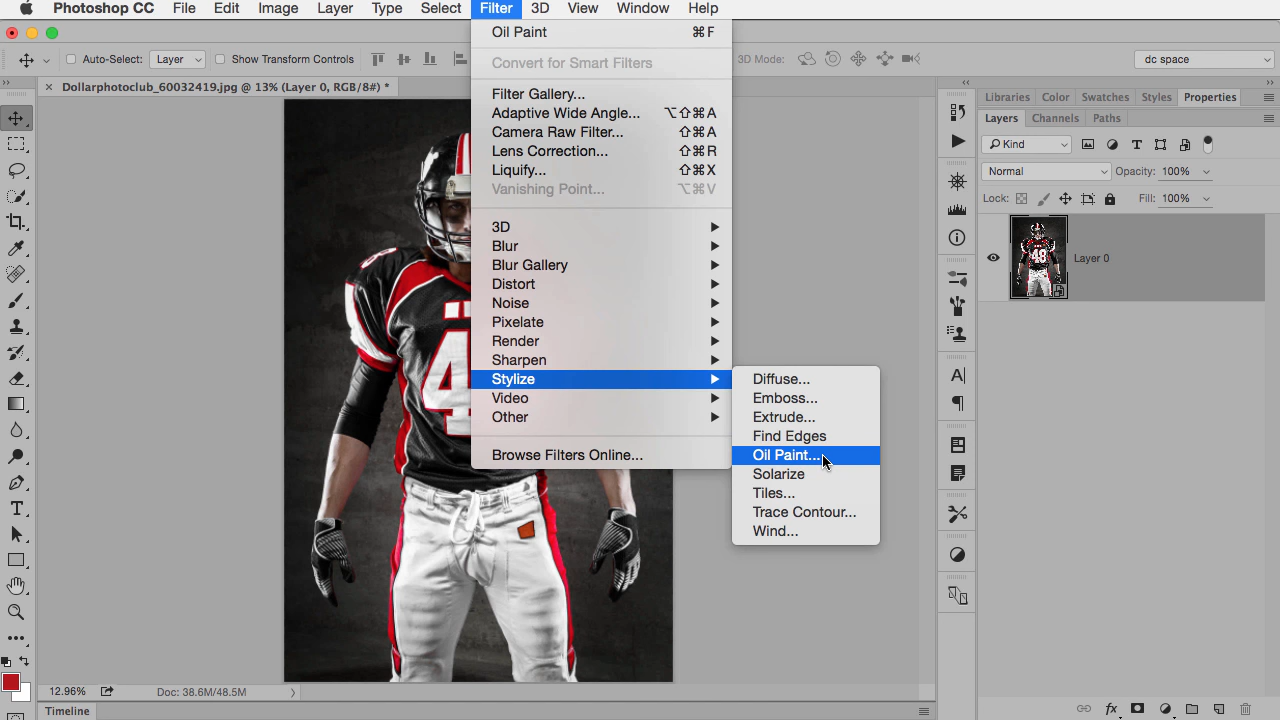 Photoshop CC File Edit Image Layer Type Select Filter 3D View Window Help
Auto-Select: Layer Show Transform Controls 3D Mode: dc space
× Dollarphotoclub_60032419.jpg @ 13% (Layer 0, RGB/8#) *
Oil Paint ⌘F
Convert for Smart Filters
Filter Gallery...
Adaptive Wide Angle... ⌥⇧⌘A
Camera Raw Filter... ⇧⌘A
Lens Correction... ⇧⌘R
Liquify... ⇧⌘X
Vanishing Point... ⌥⌘V
3D
Blur
Blur Gallery
Distort
Noise
Pixelate
Render
Sharpen
Stylize
Video
Other
Browse Filters Online...
Diffuse...
Emboss...
Extrude...
Find Edges
Oil Paint...
Solarize
Tiles...
Trace Contour...
Wind...
Libraries Color Swatches Styles Properties
Layers Channels Paths
Kind
Normal Opacity: 100%
Lock: Fill: 100%
48
Layer 0
8
4
12.96% Doc: 38.6M/48.5M
Timeline